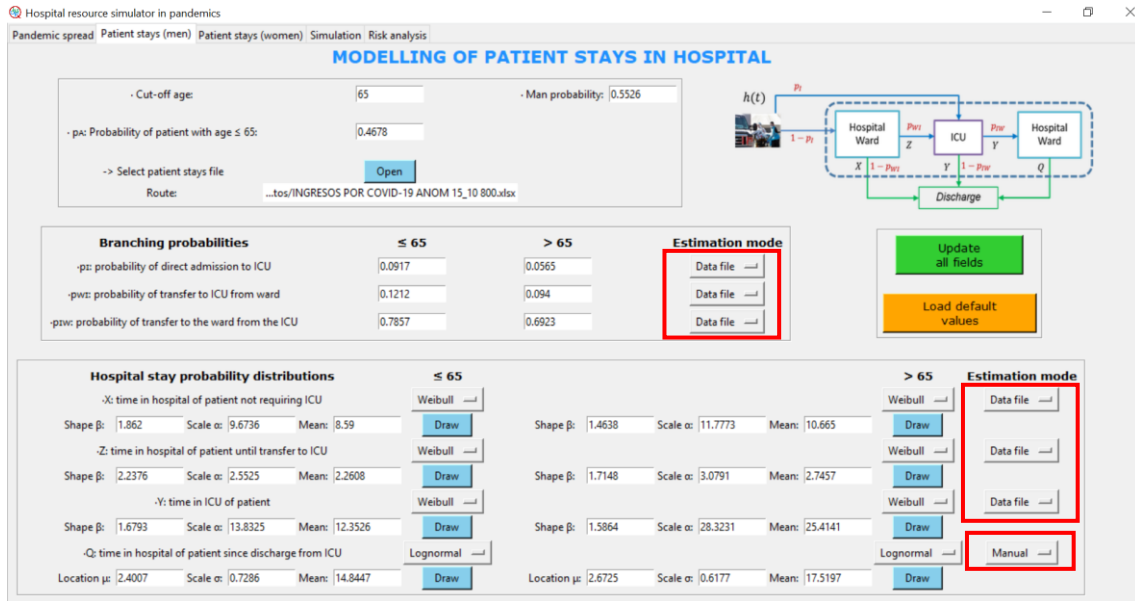 Hospital resource simulator in pandemics
Pandemic spread Patient stays (men) Patient stays (women) Simulation Risk analysis
MODELLING OF PATIENT STAYS IN HOSPITAL
· Cut-off age: 65 · Man probability: 0.5526
· pA: Probability of patient with age ≤ 65: 0.4678
-> Select patient stays file Open
Route: ...tos/INGRESOS POR COVID-19 ANOM 15_10 800.xlsx
h(t) pI
1-pI Hospital Ward pWI Z ICU pIW Y Hospital Ward
X 1-pWI Y 1-pIW Q
Discharge
Branching probabilities ≤ 65 > 65 Estimation mode
·pI: probability of direct admission to ICU 0.0917 0.0565 Data file
·pWI: probability of transfer to ICU from ward 0.1212 0.094 Data file
·pIW: probability of transfer to the ward from the ICU 0.7857 0.6923 Data file
Update all fields
Load default values
Hospital stay probability distributions ≤ 65 > 65 Estimation mode
·X: time in hospital of patient not requiring ICU Weibull Weibull Data file
Shape β: 1.862 Scale α: 9.6736 Mean: 8.59 Draw Shape β: 1.4638 Scale α: 11.7773 Mean: 10.665 Draw
·Z: time in hospital of patient until transfer to ICU Weibull Weibull Data file
Shape β: 2.2376 Scale α: 2.5525 Mean: 2.2608 Draw Shape β: 1.7148 Scale α: 3.0791 Mean: 2.7457 Draw
·Y: time in ICU of patient Weibull Weibull Data file
Shape β: 1.6793 Scale α: 13.8325 Mean: 12.3526 Draw Shape β: 1.5864 Scale α: 28.3231 Mean: 25.4141 Draw
·Q: time in hospital of patient since discharge from ICU Lognormal Lognormal Manual
Location μ: 2.4007 Scale σ: 0.7286 Mean: 14.8447 Draw Location μ: 2.6725 Scale σ: 0.6177 Mean: 17.5197 Draw